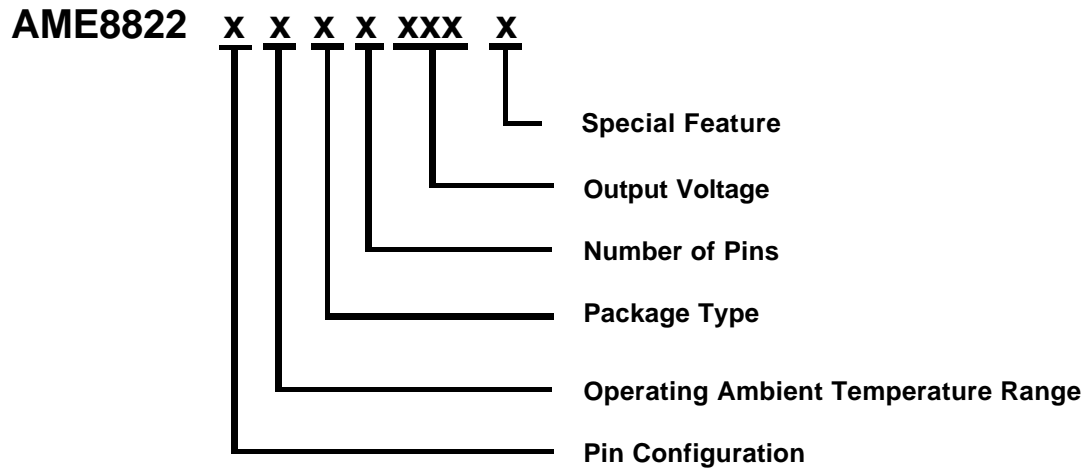 AME8822 x x x x xxx x
Special Feature
Output Voltage
Number of Pins
Package Type
Operating Ambient Temperature Range
Pin Configuration